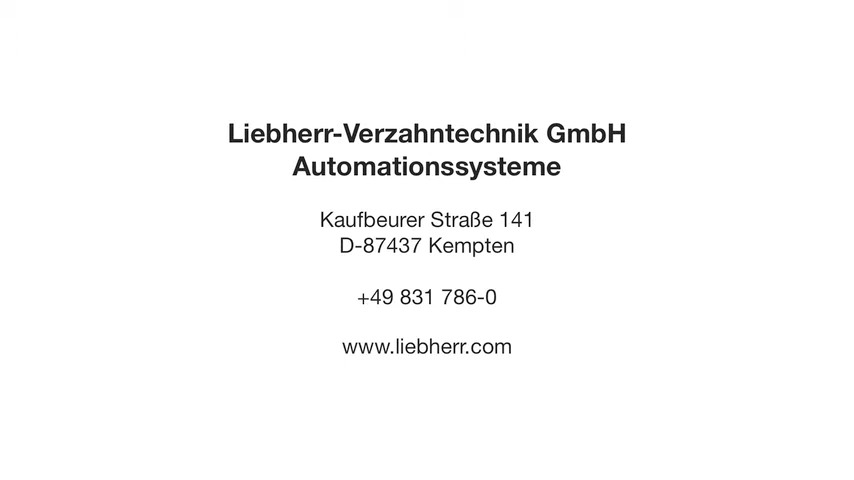 Liebherr-Verzahntechnik GmbH
Automationssysteme
Kaufbeurer Straße 141
D-87437 Kempten
+49 831 786-0
www.liebherr.com